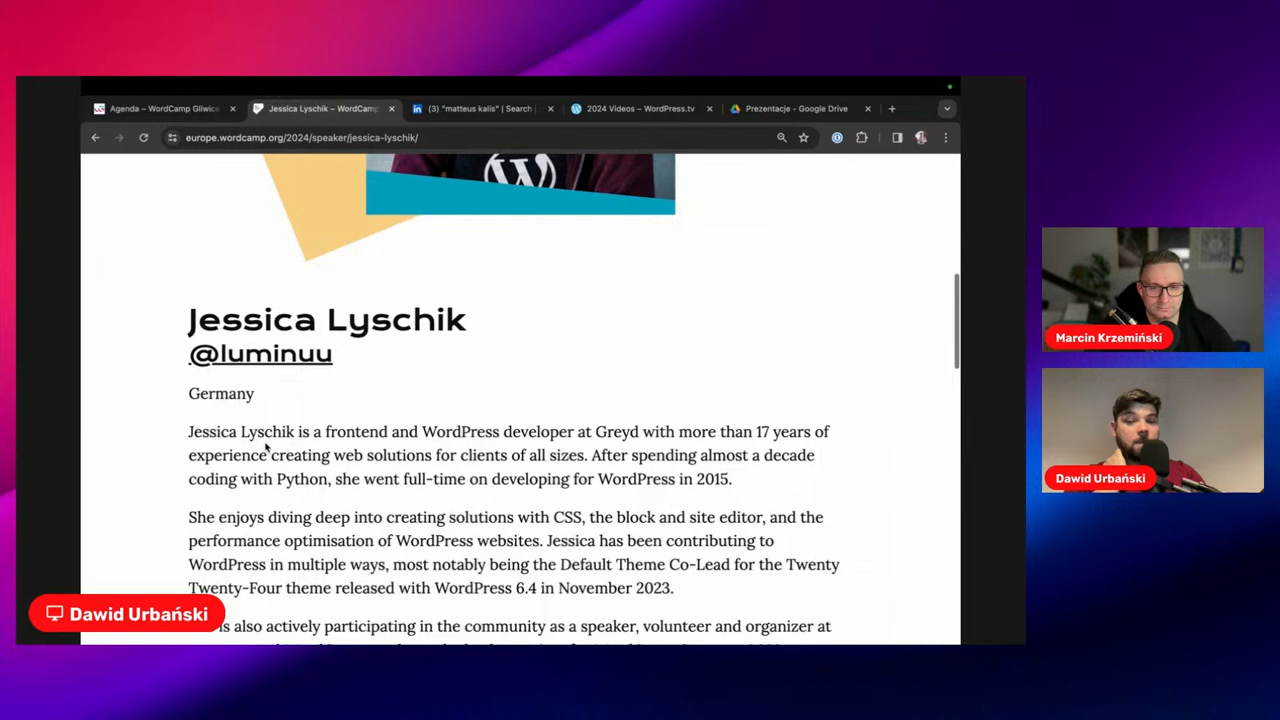 Agenda – WordCamp Gliwice
Jessica Lyschik – WordCamp
(3) "matteus kalis" | Search
2024 Videos – WordPress.tv
Prezentacje - Google Drive
europe.wordcamp.org/2024/speaker/jessica-lyschik/
Jessica Lyschik
@luminuu
Germany
Jessica Lyschik is a frontend and WordPress developer at Greyd with more than 17 years of
experience creating web solutions for clients of all sizes. After spending almost a decade
coding with Python, she went full-time on developing for WordPress in 2015.
She enjoys diving deep into creating solutions with CSS, the block and site editor, and the
performance optimisation of WordPress websites. Jessica has been contributing to
WordPress in multiple ways, most notably being the Default Theme Co-Lead for the Twenty
Twenty-Four theme released with WordPress 6.4 in November 2023.
is also actively participating in the community as a speaker, volunteer and organizer at
Dawid Urbański
Marcin Krzemiński
Dawid Urbański